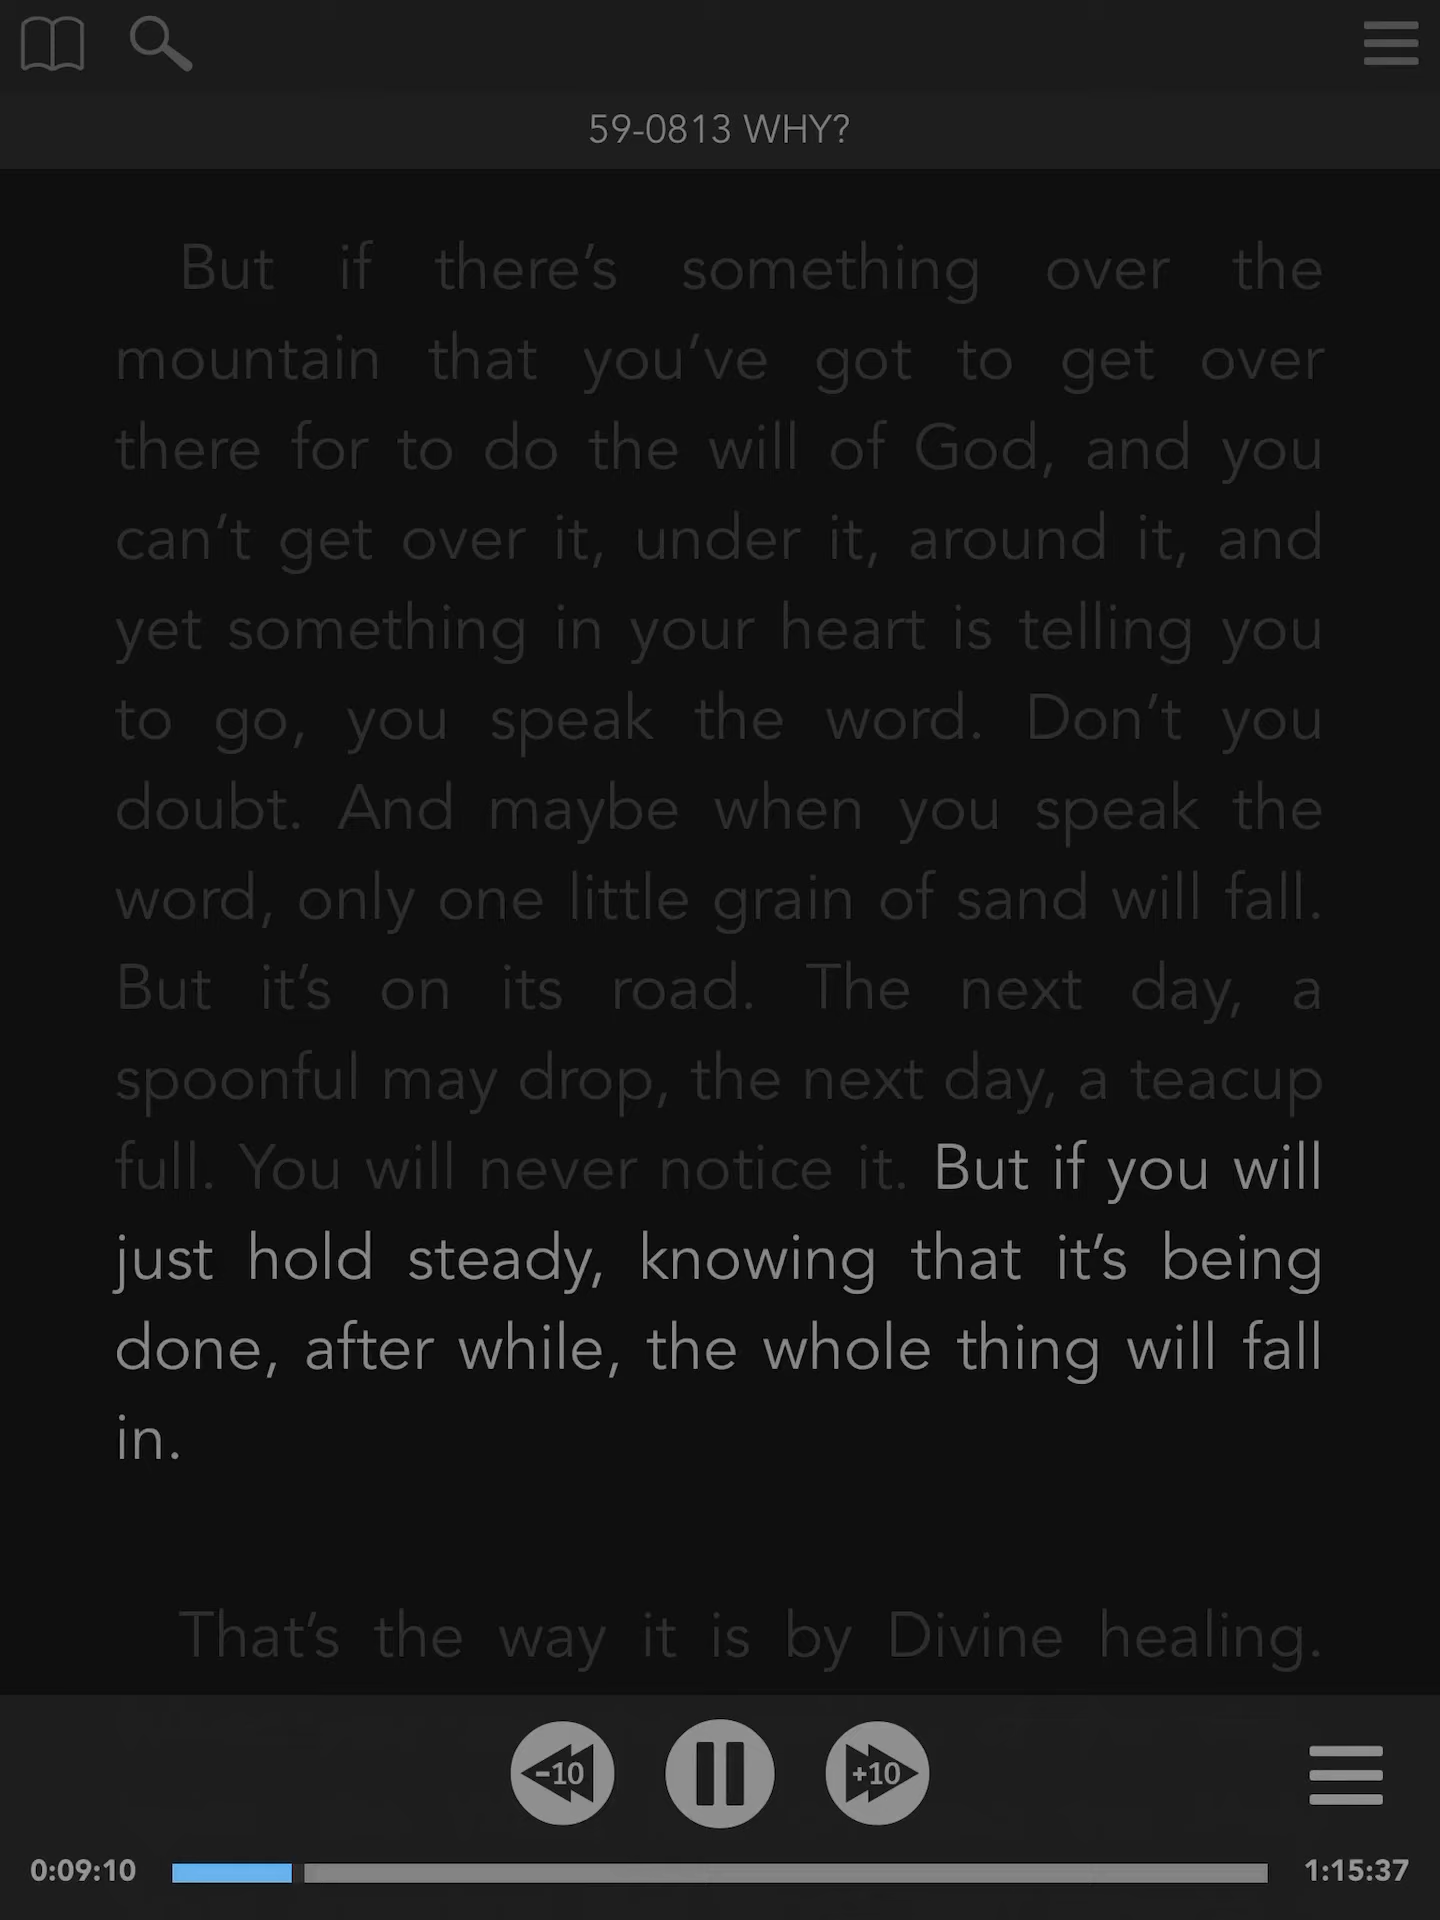 59-0813 WHY?
But if there’s something over the
mountain that you’ve got to get over
there for to do the will of God, and you
can’t get over it, under it, around it, and
yet something in your heart is telling you
to go, you speak the word. Don’t you
doubt. And maybe when you speak the
word, only one little grain of sand will fall.
But it’s on its road. The next day, a
spoonful may drop, the next day, a teacup
full. You will never notice it. But if you will
just hold steady, knowing that it’s being
done, after while, the whole thing will fall
in.
That’s the way it is by Divine healing.
-10 +10
0:09:10 1:15:37